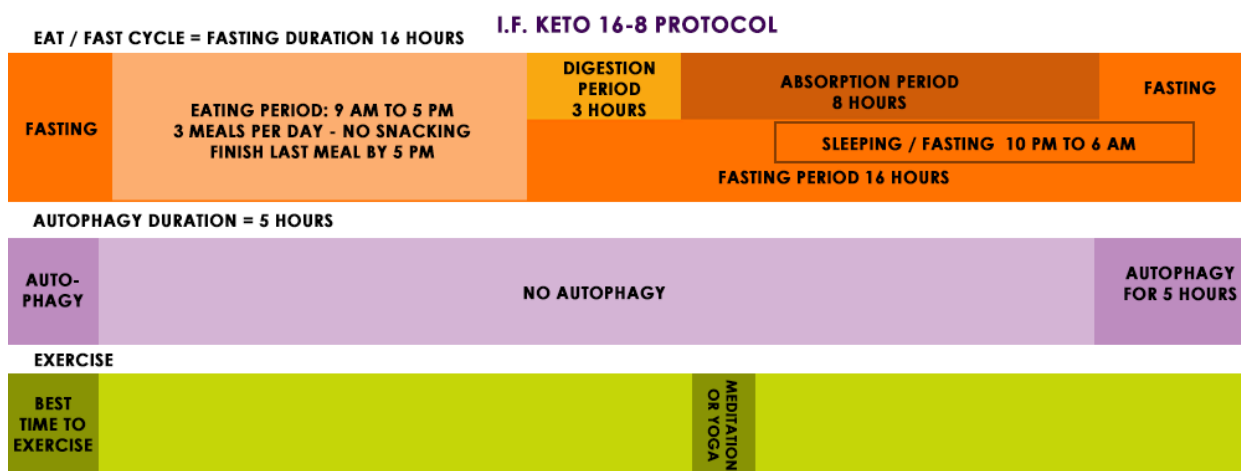 I.F. KETO 16-8 PROTOCOL
EAT / FAST CYCLE = FASTING DURATION 16 HOURS
FASTING
EATING PERIOD: 9 AM TO 5 PM
3 MEALS PER DAY - NO SNACKING
FINISH LAST MEAL BY 5 PM
DIGESTION
PERIOD
3 HOURS
ABSORPTION PERIOD
8 HOURS
FASTING
SLEEPING / FASTING 10 PM TO 6 AM
FASTING PERIOD 16 HOURS
AUTOPHAGY DURATION = 5 HOURS
AUTO-
PHAGY
NO AUTOPHAGY
AUTOPHAGY
FOR 5 HOURS
EXERCISE
BEST
TIME TO
EXERCISE
MEDITATION
OR YOGA